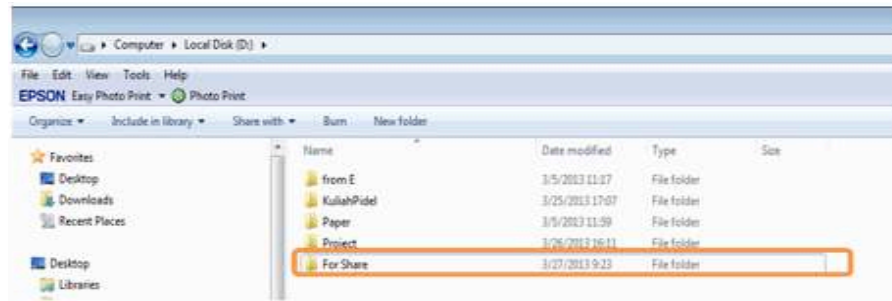 Computer Local Disk (D:)
File Edit View Tools Help
EPSON Easy Photo Print Photo Print
Organize Include in library Share with Burn New folder
Name Date modified Type Size
Favorites
Desktop
Downloads
Recent Places
Desktop
Libraries
from E 3/5/2013 11:17 File folder
KuliahPidel 3/25/2013 17:07 File folder
Paper 3/5/2013 11:59 File folder
Project 3/26/2013 16:11 File folder
For Share 3/27/2013 9:23 File folder